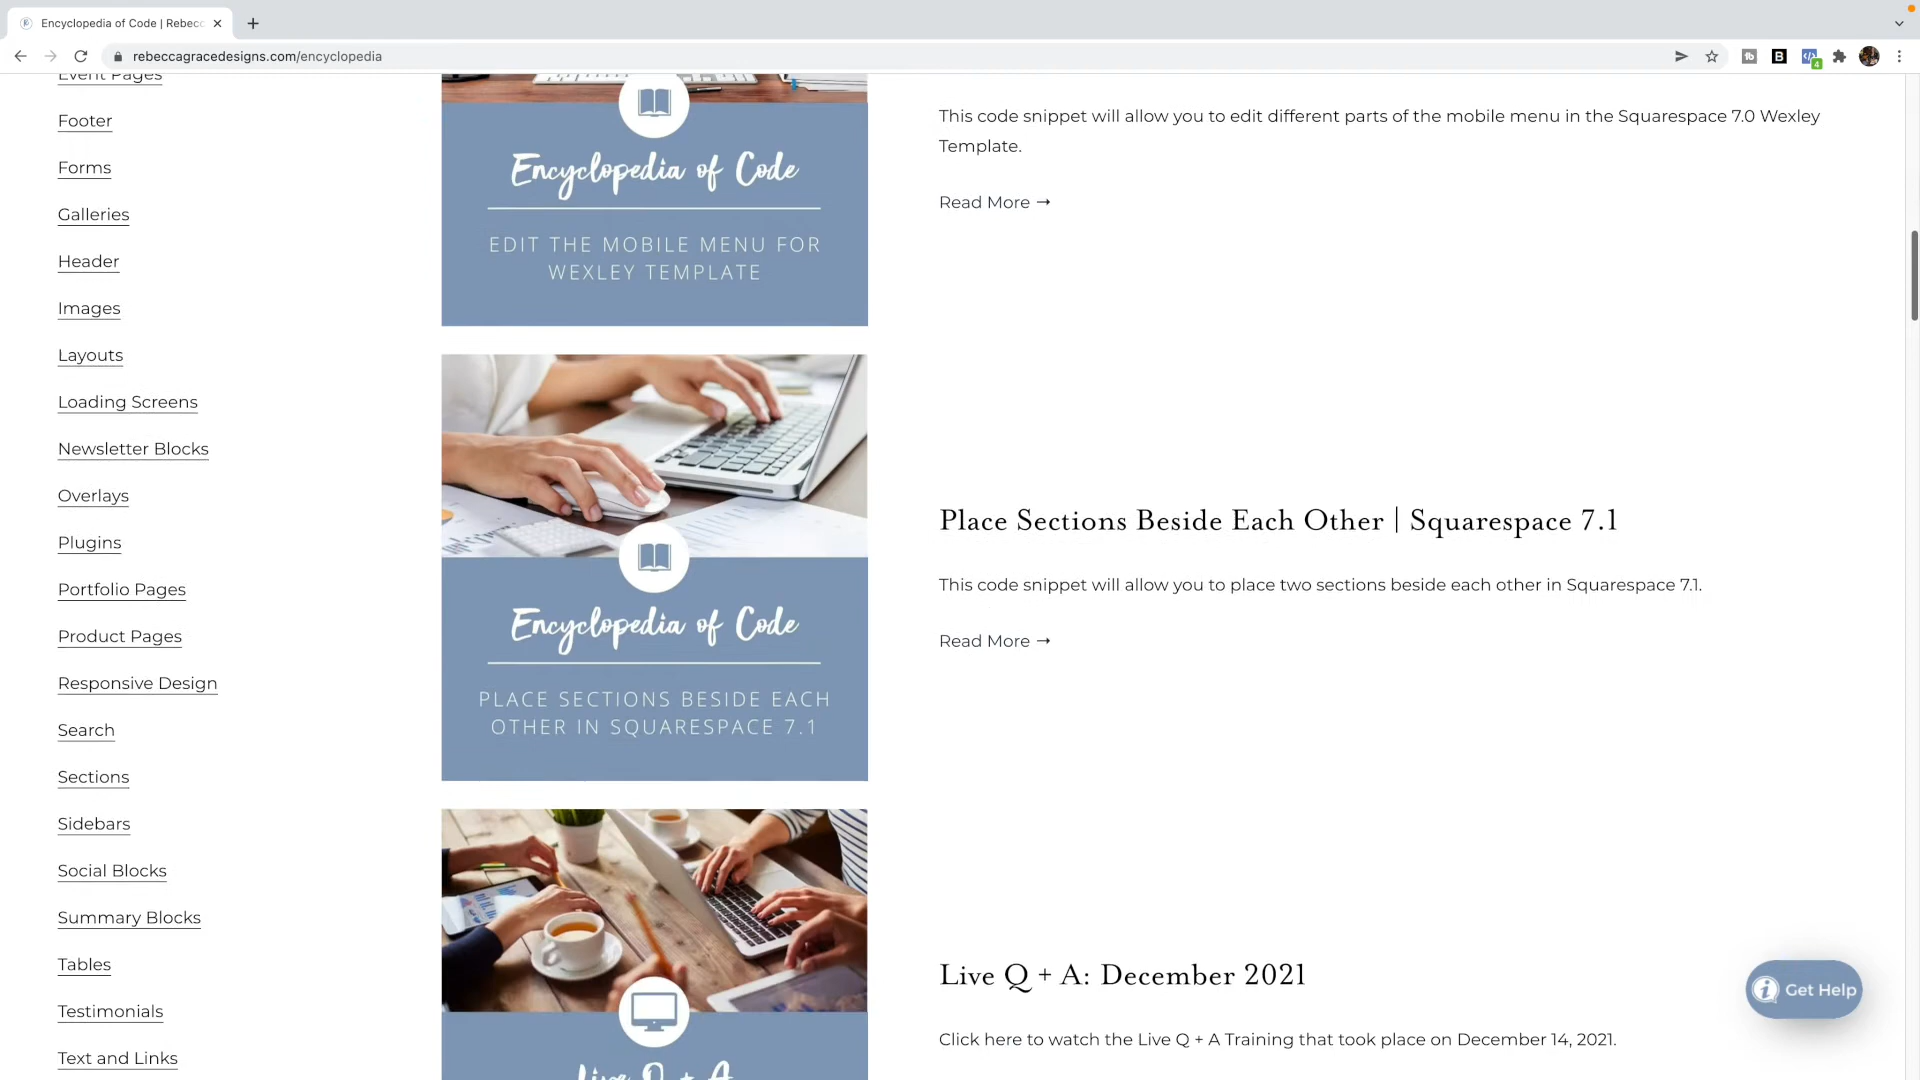 Encyclopedia of Code | Rebecc
rebeccagracedesigns.com/encyclopedia
Event Pages
Footer
Forms
Galleries
Header
Images
Layouts
Loading Screens
Newsletter Blocks
Overlays
Plugins
Portfolio Pages
Product Pages
Responsive Design
Search
Sections
Sidebars
Social Blocks
Summary Blocks
Tables
Testimonials
Text and Links
Encyclopedia of Code
EDIT THE MOBILE MENU FOR
WEXLEY TEMPLATE
This code snippet will allow you to edit different parts of the mobile menu in the Squarespace 7.0 Wexley
Template.
Read More →
Encyclopedia of Code
PLACE SECTIONS BESIDE EACH
OTHER IN SQUARESPACE 7.1
Place Sections Beside Each Other | Squarespace 7.1
This code snippet will allow you to place two sections beside each other in Squarespace 7.1.
Read More →
Live Q + A
Live Q + A: December 2021
Click here to watch the Live Q + A Training that took place on December 14, 2021.
Get Help